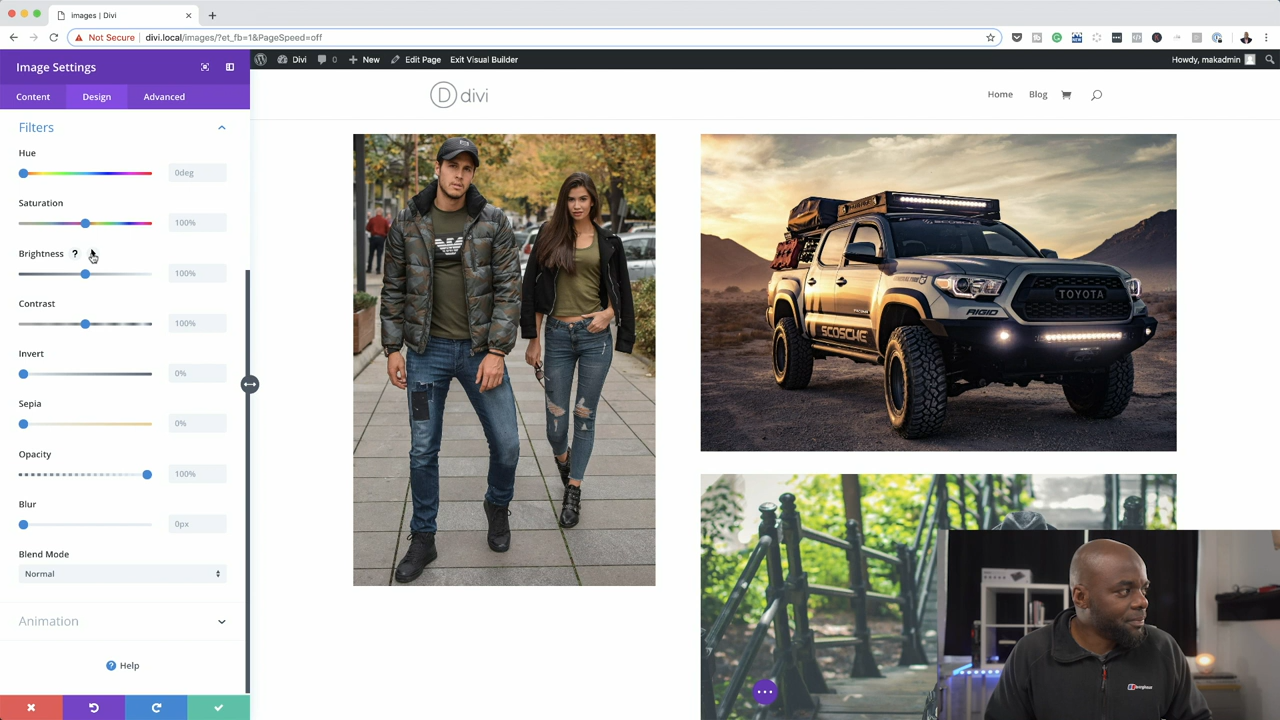 images | Divi
Not Secure
divi.local/images/?et_fb=1&PageSpeed=off
Image Settings
Content
Design
Advanced
Divi
0
New
Edit Page
Exit Visual Builder
Howdy, makadmin
D divi
Home
Blog
Filters
Hue
0deg
Saturation
100%
Brightness ?
100%
Contrast
100%
Invert
0%
Sepia
0%
Opacity
100%
Blur
0px
Blend Mode
Normal
Animation
? Help
TOYOTA
RIGID
SCOSCHE